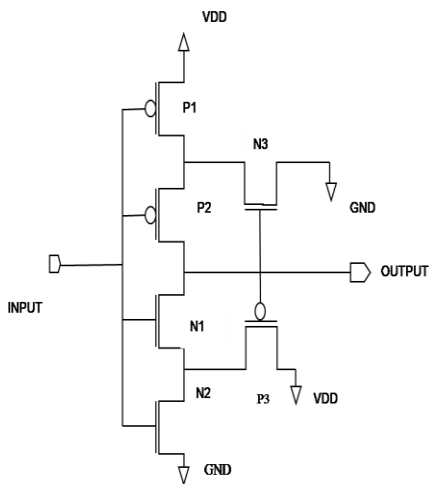 VDD
P1
N3
P2
GND
OUTPUT
INPUT
N1
N2
P3
VDD
GND